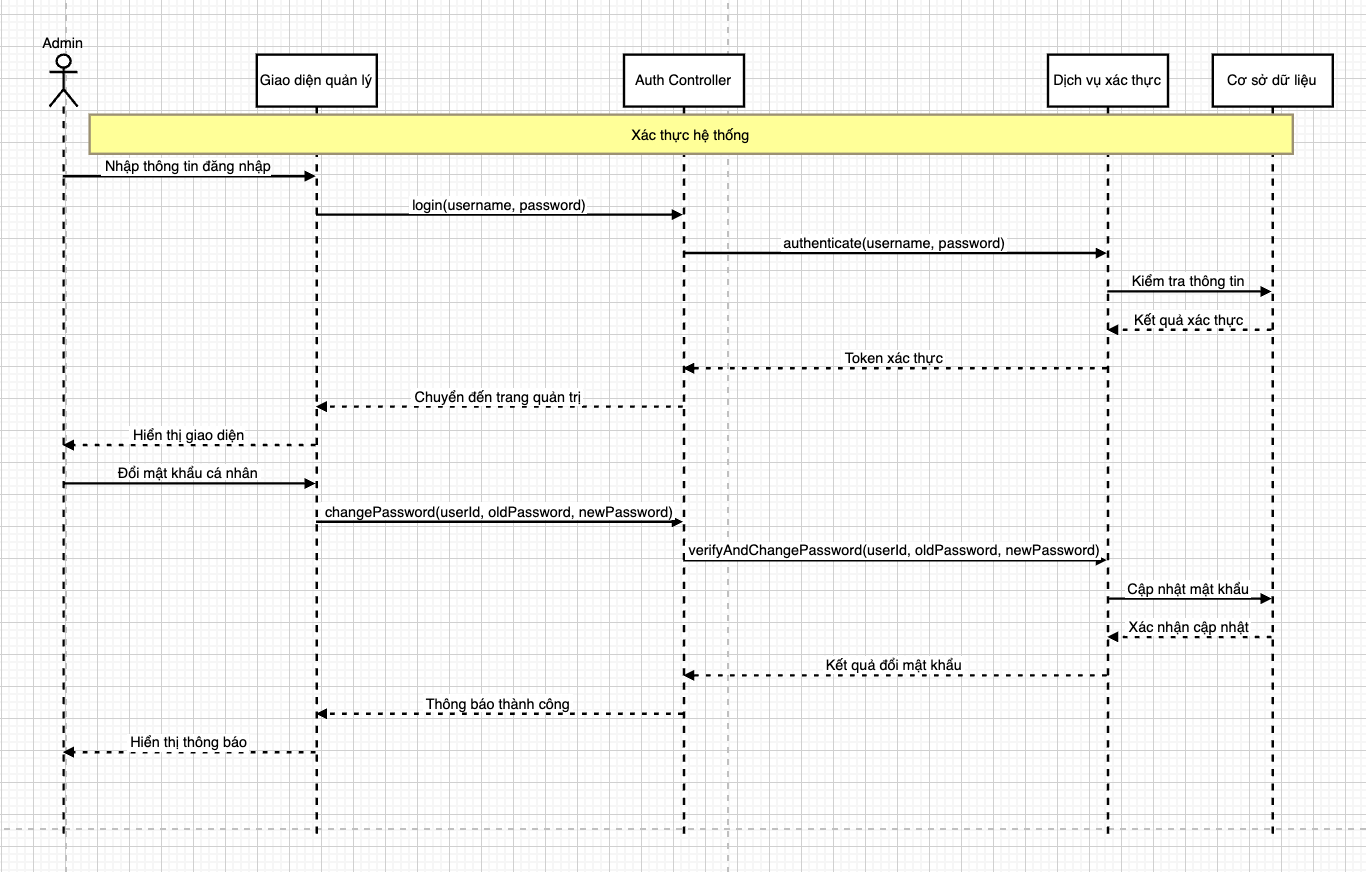 Admin
Giao diện quản lý
Auth Controller
Dịch vụ xác thực
Cơ sở dữ liệu
Xác thực hệ thống
Nhập thông tin đăng nhập
login(username, password)
authenticate(username, password)
Kiểm tra thông tin
Kết quả xác thực
Token xác thực
Chuyển đến trang quản trị
Hiển thị giao diện
Đổi mật khẩu cá nhân
changePassword(userId, oldPassword, newPassword)
verifyAndChangePassword(userId, oldPassword, newPassword)
Cập nhật mật khẩu
Xác nhận cập nhật
Kết quả đổi mật khẩu
Thông báo thành công
Hiển thị thông báo